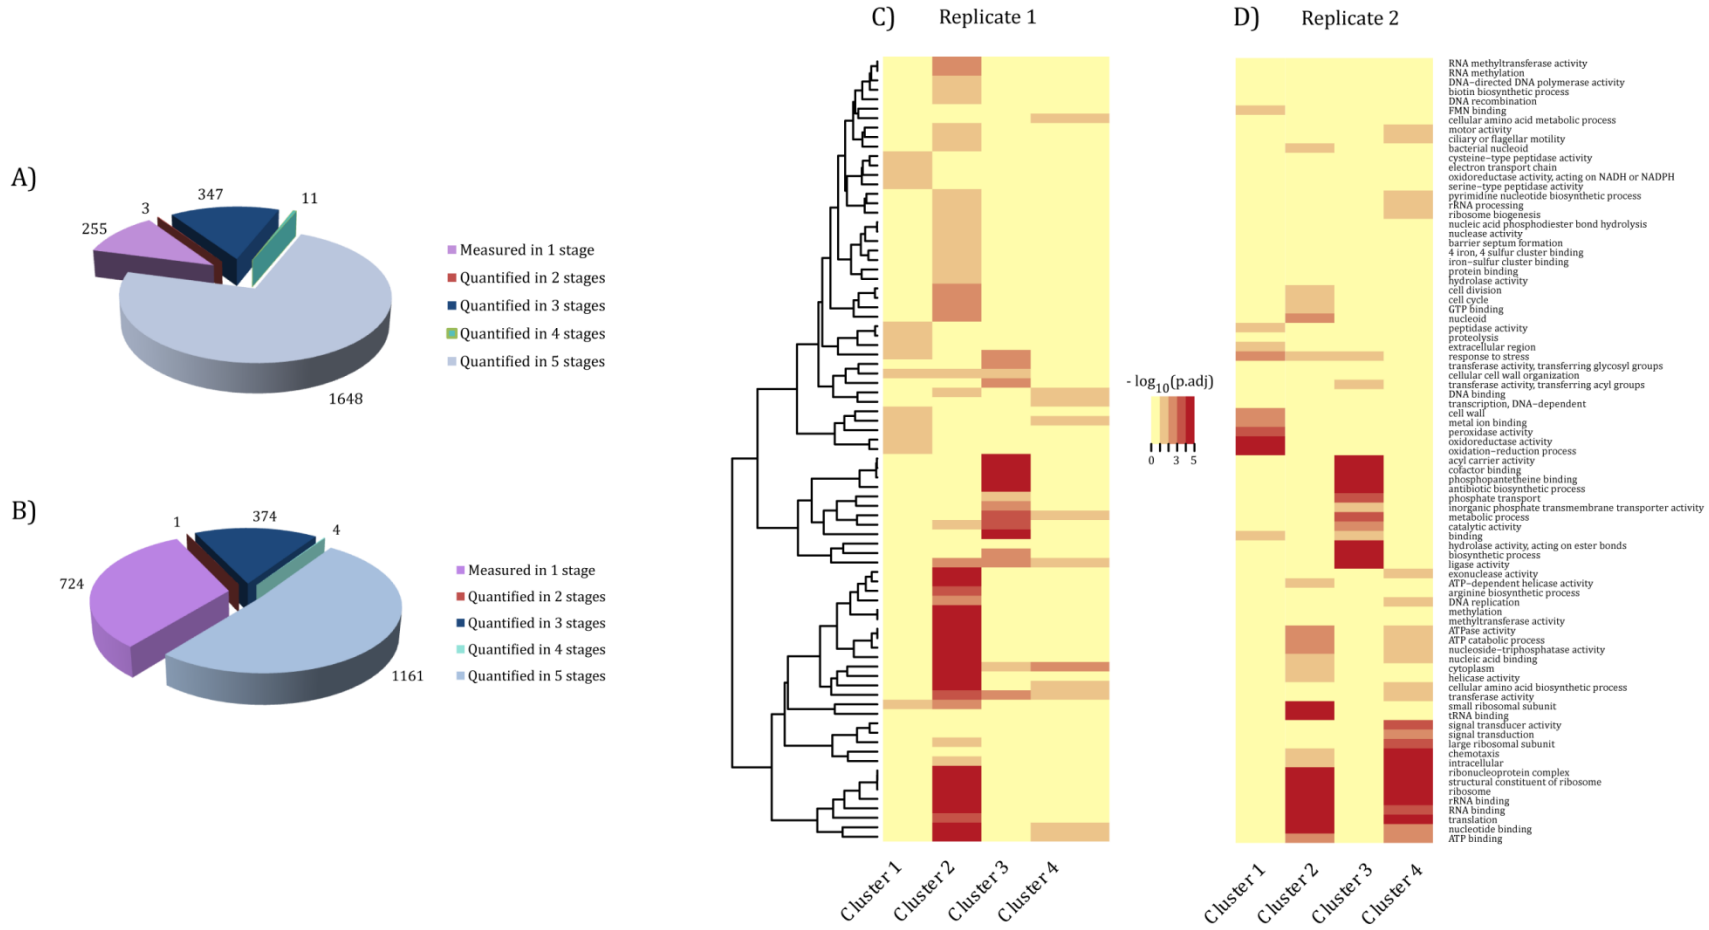 A)
347
11
3
255
1648
Measured in 1 stage
Quantified in 2 stages
Quantified in 3 stages
Quantified in 4 stages
Quantified in 5 stages
B)
1
374
4
724
1161
Measured in 1 stage
Quantified in 2 stages
Quantified in 3 stages
Quantified in 4 stages
Quantified in 5 stages
C)
Replicate 1
Cluster 1
Cluster 2
Cluster 3
Cluster 4
- log10(p.adj)
0 3 5
D)
Replicate 2
Cluster 1
Cluster 2
Cluster 3
Cluster 4
RNA methyltransferase activity
RNA methylation
DNA−directed DNA polymerase activity
biotin biosynthetic process
DNA recombination
FMN binding
cellular amino acid metabolic process
motor activity
ciliary or flagellar motility
bacterial nucleoid
cysteine−type peptidase activity
electron transport chain
oxidoreductase activity, acting on NADH or NADPH
serine−type peptidase activity
pyrimidine nucleotide biosynthetic process
rRNA processing
ribosome biogenesis
nucleic acid phosphodiester bond hydrolysis
nuclease activity
barrier septum formation
4 iron, 4 sulfur cluster binding
iron−sulfur cluster binding
protein binding
hydrolase activity
cell division
cell cycle
GTP binding
nucleoid
peptidase activity
proteolysis
extracellular region
response to stress
transferase activity, transferring glycosyl groups
cellular cell wall organization
transferase activity, transferring acyl groups
DNA binding
transcription, DNA−dependent
cell wall
metal ion binding
peroxidase activity
oxidoreductase activity
oxidation−reduction process
acyl carrier activity
cofactor binding
phosphopantetheine binding
antibiotic biosynthetic process
phosphate transport
inorganic phosphate transmembrane transporter activity
metabolic process
catalytic activity
binding
hydrolase activity, acting on ester bonds
biosynthetic process
ligase activity
exonuclease activity
ATP−dependent helicase activity
arginine biosynthetic process
DNA replication
methylation
methyltransferase activity
ATPase activity
ATP catabolic process
nucleoside−triphosphatase activity
nucleic acid binding
cytoplasm
helicase activity
cellular amino acid biosynthetic process
transferase activity
small ribosomal subunit
tRNA binding
signal transducer activity
signal transduction
large ribosomal subunit
chemotaxis
intracellular
ribonucleoprotein complex
structural constituent of ribosome
ribosome
rRNA binding
RNA binding
translation
nucleotide binding
ATP binding